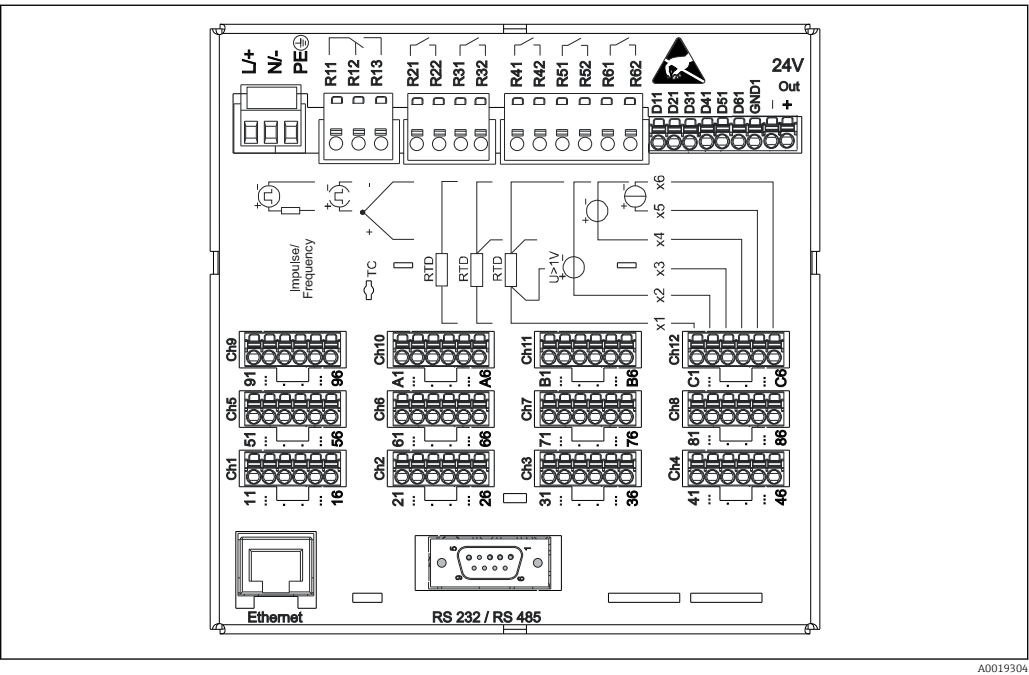 L/+ N/- PE R11 R12 R13 R21 R22 R31 R32 R41 R42 R51 R52 R61 R62
24V
Out
D11 D21 D31 D41 D51 D61 GND1 - +
- + - + - +
Impulse/
Frequency
TC
RTD RTD RTD
U>1V
- + - + - +
x6
x5
x4
x3
x2
x1
Ch9 Ch10 Ch11 Ch12
91 ... . . ... 96 A1 ... . . ... A6 B1 ... . . ... B6 C1 ... . . ... C6
Ch5 Ch6 Ch7 Ch8
51 ... . . ... 56 61 ... . . ... 66 71 ... . . ... 76 81 ... . . ... 86
Ch1 Ch2 Ch3 Ch4
11 ... . . ... 16 21 ... . . ... 26 31 ... . . ... 36 41 ... . . ... 46
5 1
9 6
Ethernet RS 232 / RS 485
A0019304